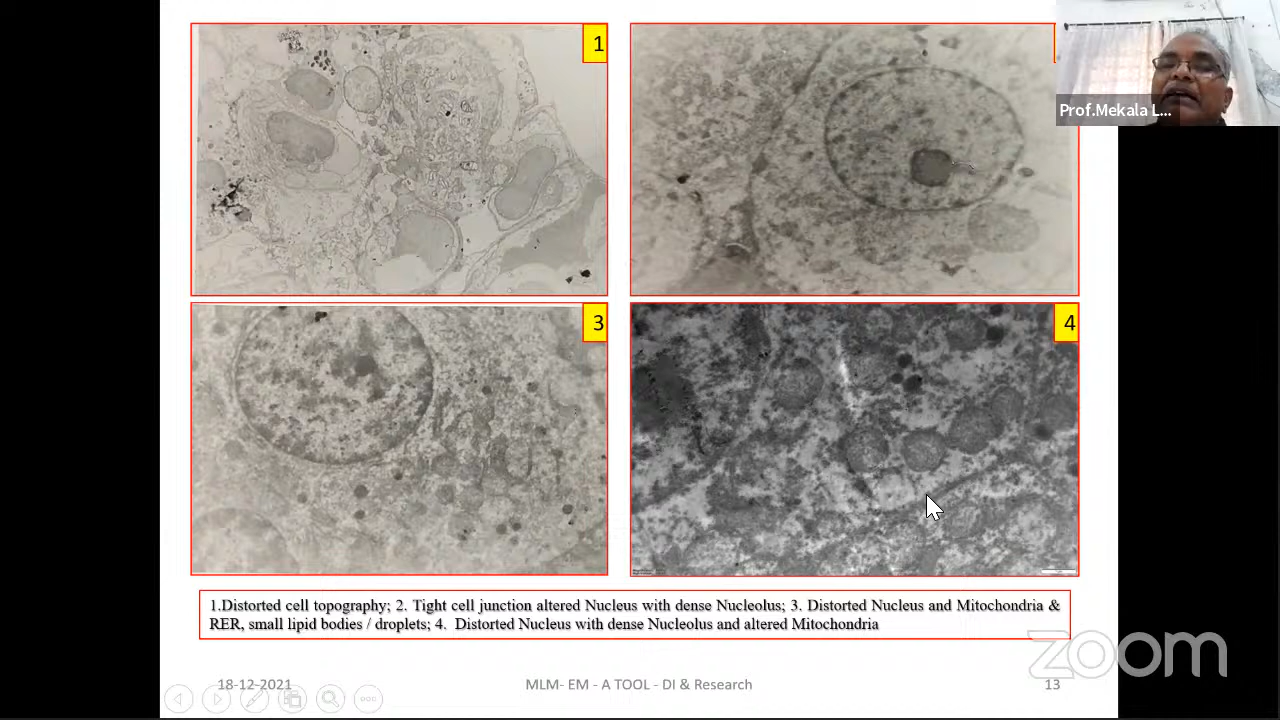 1
Prof.Mekala L...
3
4
1.Distorted cell topography; 2. Tight cell junction altered Nucleus with dense Nucleolus; 3. Distorted Nucleus and Mitochondria &
RER, small lipid bodies / droplets; 4.  Distorted Nucleus with dense Nucleolus and altered Mitochondria
zoom
18-12-2021
MLM- EM - A TOOL - DI & Research
13